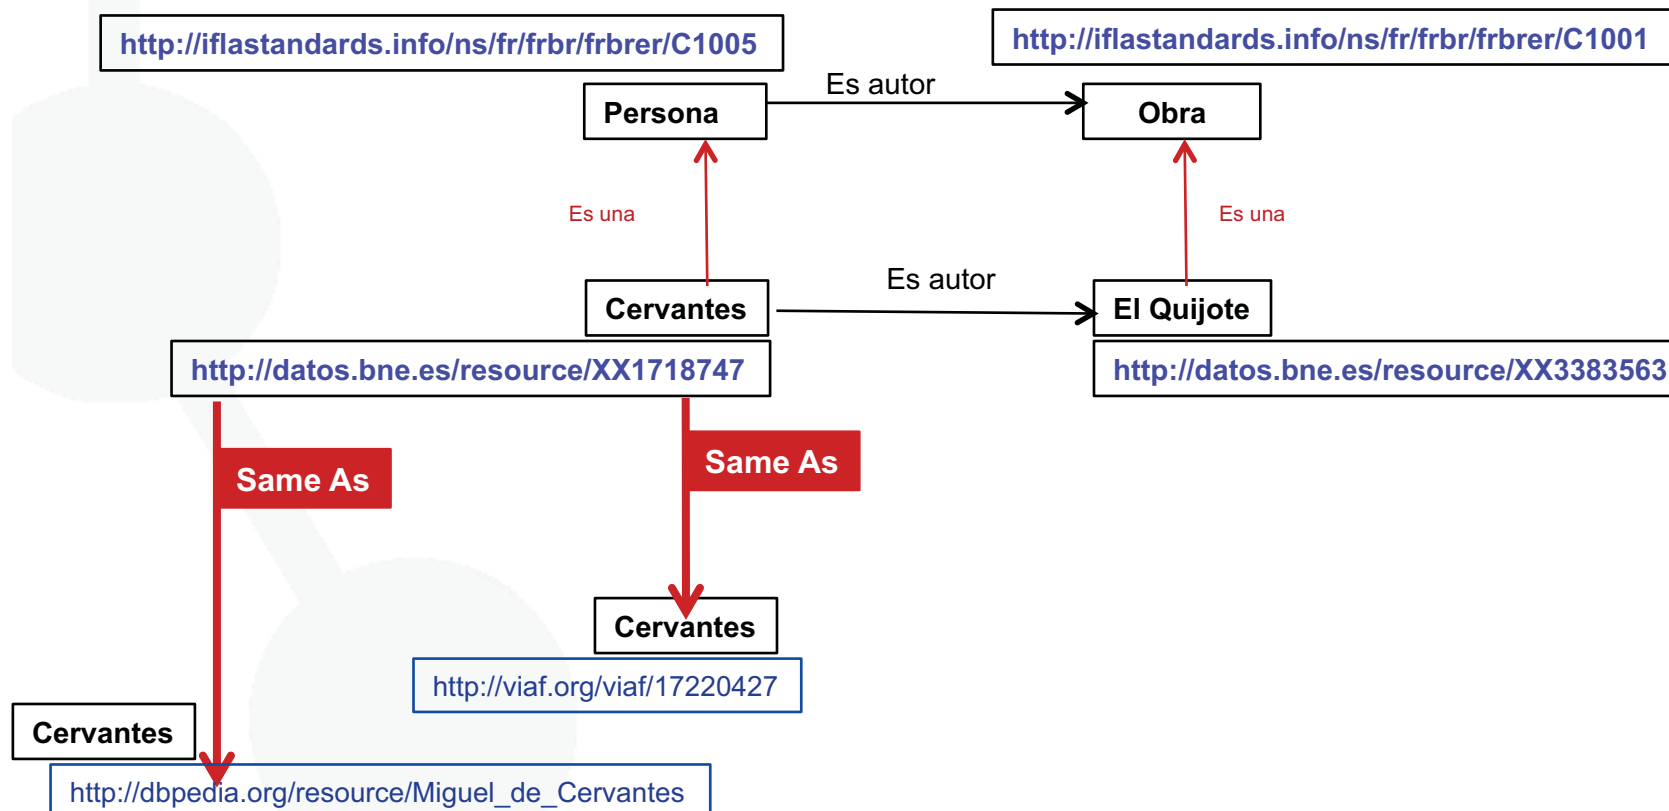 http://iflastandards.info/ns/fr/frbr/frbrer/C1005
http://iflastandards.info/ns/fr/frbr/frbrer/C1001
Persona
Es autor
Obra
Es una
Es una
Cervantes
Es autor
El Quijote
http://datos.bne.es/resource/XX1718747
http://datos.bne.es/resource/XX3383563
Same As
Same As
Cervantes
http://viaf.org/viaf/17220427
Cervantes
http://dbpedia.org/resource/Miguel_de_Cervantes